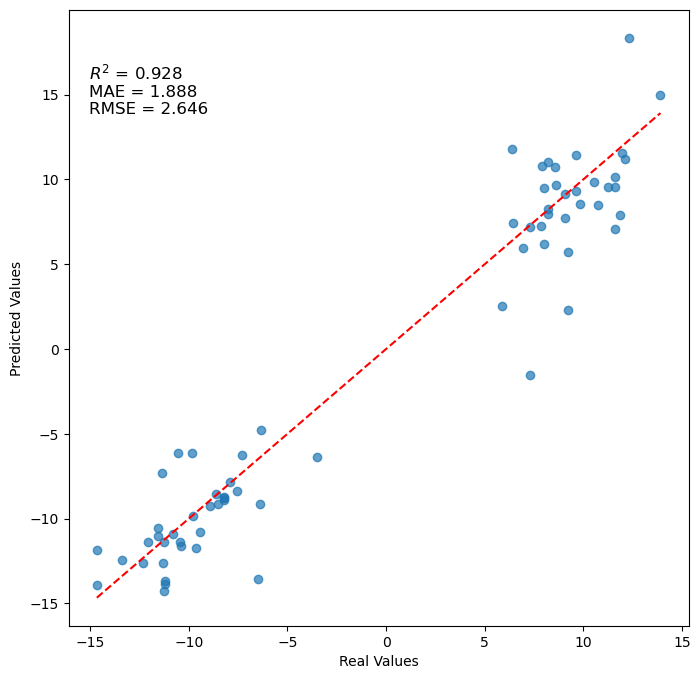 R² = 0.928
MAE = 1.888
RMSE = 2.646
15
10
5
0
−5
−10
−15
Predicted Values
−15 −10 −5 0 5 10 15
Real Values